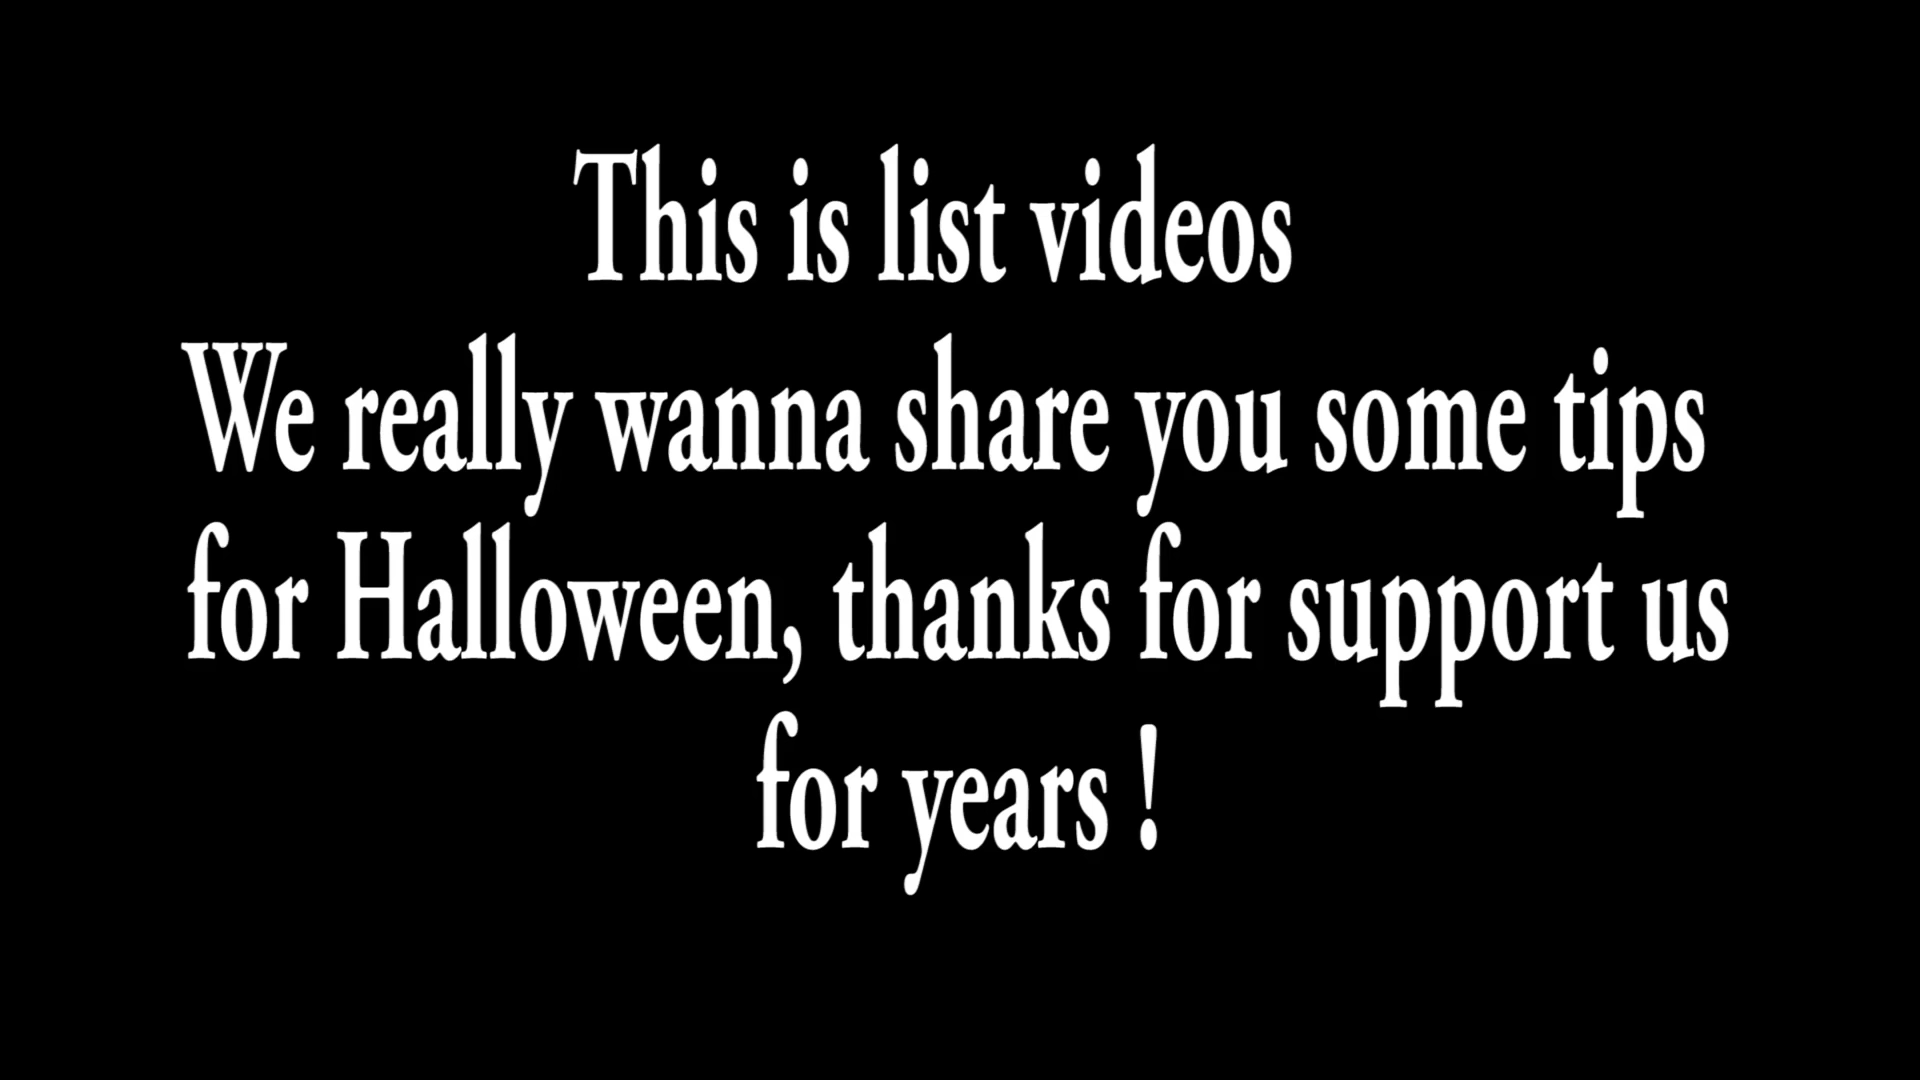 This is list videos
We really wanna share you some tips
for Halloween, thanks for support us
for years !